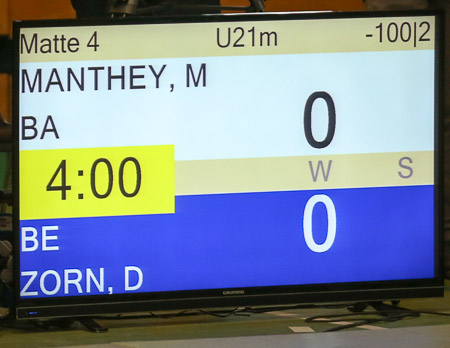 Matte 4 U21m -100|2
MANTHEY, M
BA 0
4:00 W S
BE 0
ZORN, D
GRUNDIG